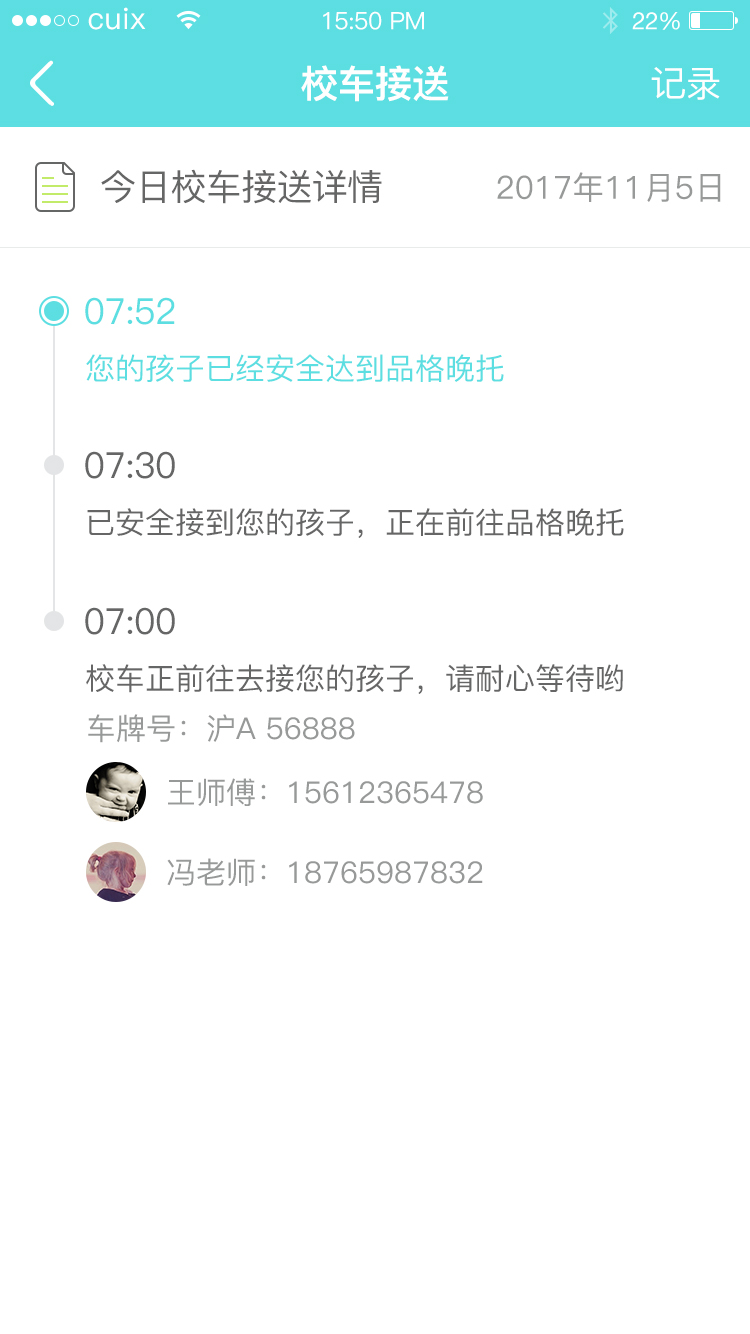 cuix 15:50 PM 22%
校车接送 记录
今日校车接送详情 2017年11月5日
07:52
您的孩子已经安全达到品格晚托
07:30
已安全接到您的孩子，正在前往品格晚托
07:00
校车正前往去接您的孩子，请耐心等待哟
车牌号：沪A 56888
王师傅：15612365478
冯老师：18765987832